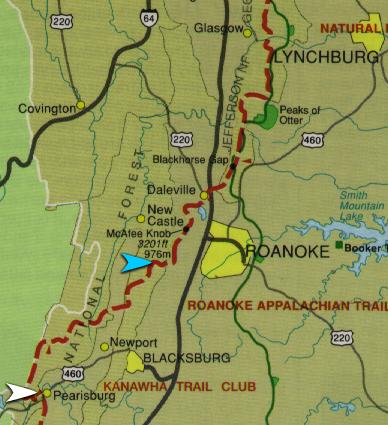 220
64
Glasgow
GEO
NATURAL
LYNCHBURG
Covington
JEFFERSON NF
Peaks of
Otter
220
460
Blackhorse Gap
Daleville
Smith
Mountain
Lake
New
Castle
McAfee Knob
3201ft
976m
ROANOKE
Booker
NATIONAL FOREST
ROANOKE APPALACHIAN TRAIL
Newport
220
BLACKSBURG
460
KANAWHA TRAIL CLUB
Pearisburg